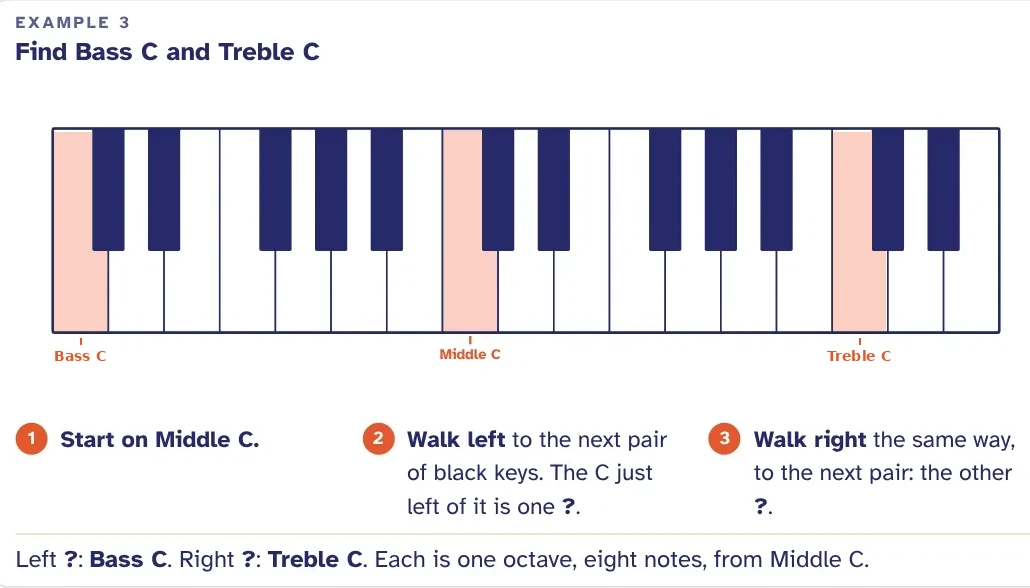 EXAMPLE 3
Find Bass C and Treble C
Bass C
Middle C
Treble C
1 Start on Middle C.
2 Walk left to the next pair
of black keys. The C just
left of it is one ?.
3 Walk right the same way,
to the next pair: the other
?.
Left ?: Bass C. Right ?: Treble C. Each is one octave, eight notes, from Middle C.